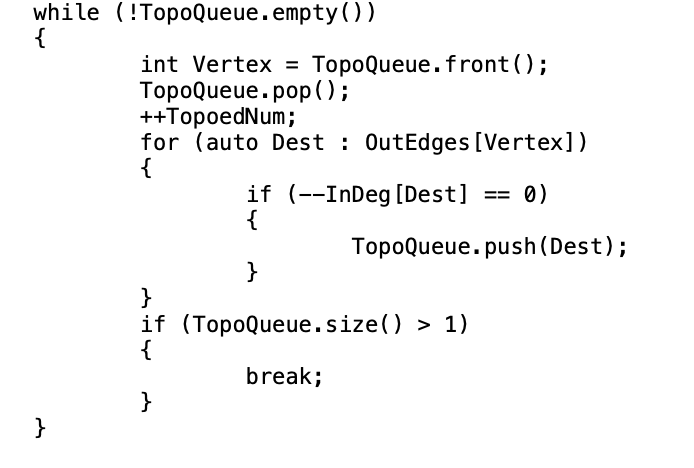 while (!TopoQueue.empty())
{
        int Vertex = TopoQueue.front();
        TopoQueue.pop();
        ++TopoedNum;
        for (auto Dest : OutEdges[Vertex])
        {
                if (--InDeg[Dest] == 0)
                {
                        TopoQueue.push(Dest);
                }
        }
        if (TopoQueue.size() > 1)
        {
                break;
        }
}